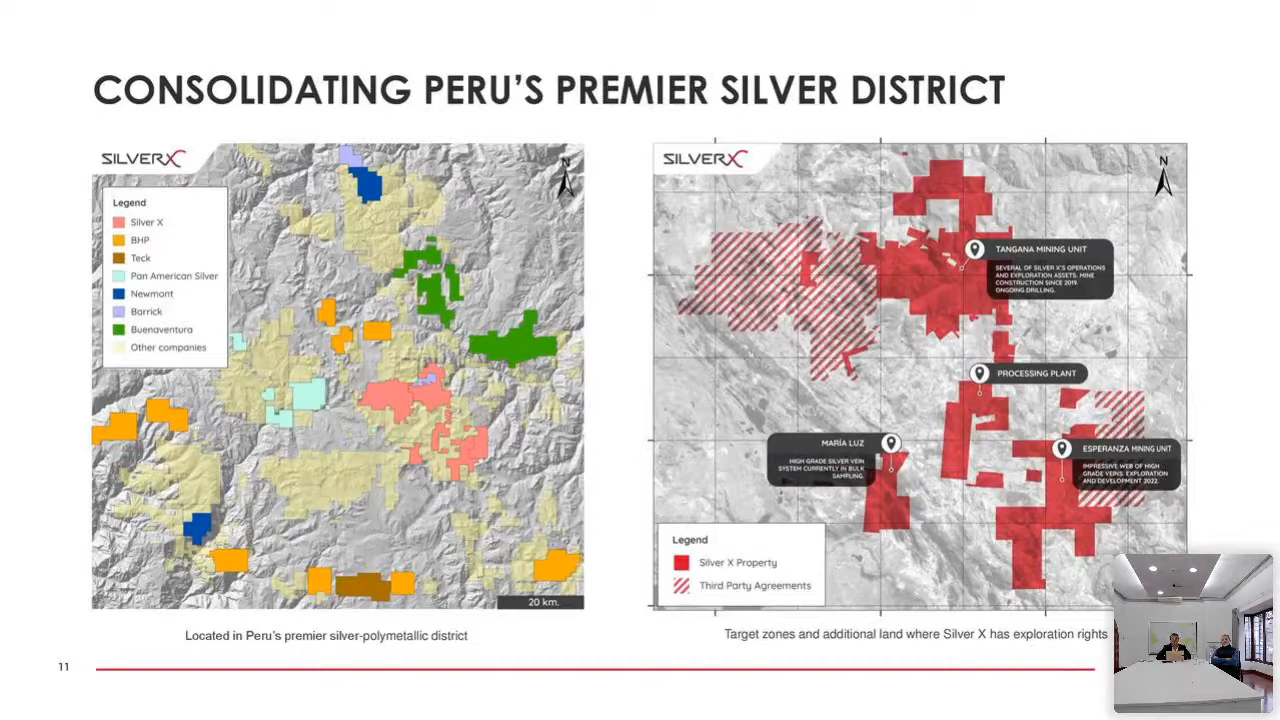 CONSOLIDATING PERU'S PREMIER SILVER DISTRICT
SILVERX
N
Legend
Silver X
BHP
Teck
Pan American Silver
Newmont
Barrick
Buenaventura
Other companies
20 km.
Located in Peru's premier silver-polymetallic district
SILVERX
N
TANGANA MINING UNIT
SEVERAL OF SILVER X'S OPERATIONS
AND EXPLORATION ASSETS. MINE
CONSTRUCTION SINCE 2019.
ONGOING DRILLING.
PROCESSING PLANT
MARÍA LUZ
HIGH GRADE SILVER VEIN
SYSTEM CURRENTLY IN BULK
SAMPLING.
ESPERANZA MINING UNIT
IMPRESSIVE WEB OF HIGH
GRADE VEINS: EXPLORATION
AND DEVELOPMENT 2022.
Legend
Silver X Property
Third Party Agreements
Target zones and additional land where Silver X has exploration rights
11